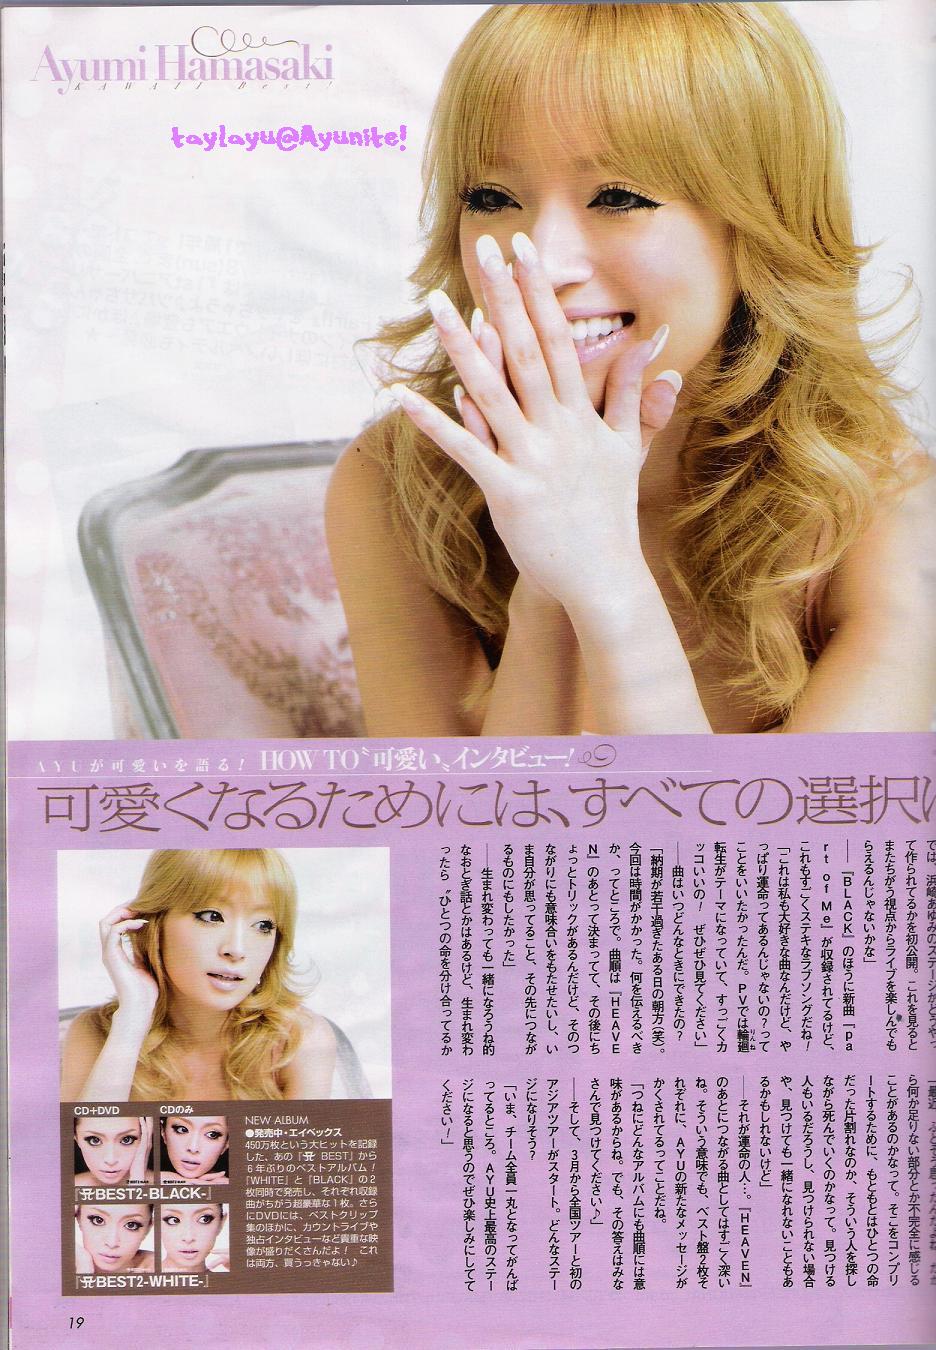 Ayumi Hamasaki
KAWAII Best!
taylayu@Ayunite!
AYUが可愛いを語る!
HOW TO“可愛い„インタビュー!
可愛くなるためには、すべての選択に
では、浜崎あゆみのステージがどうやっ
て作られてるかを初公開。これを見ると
またちがう視点からライブを楽しんでも
らえるんじゃないかな」
――『BLACK』のほうに新曲『pa
rt of Me』が収録されてるけど、
これもすごくステキなラブソングだね!
「これは私も大好きな曲なんだけど、や
っぱり運命ってあるんじゃないの?って
ことをいいたかったんだ。PVでは輪廻
りんね
転生がテーマになっていて、すっごくカ
ッコいいの! ぜひぜひ見てください」
――曲はいつどんなときにできたの?
「納期が若干過ぎたある日の朝方(笑)。
今回は時間がかかった。何を伝えるべき
か、ってところで。曲順は『HEAVE
N』のあとって決まってて、その後にち
ょっとトリックがあるんだけど、そのつ
ながりにも意味合いをもたせたいし、い
ま自分が思ってること、その先につなが
るものにもしたかった」
――生まれ変わっても一緒になろうね的
なおとぎ話とかはあるけど、生まれ変わ
ったら〝ひとつの命を分け合ってるか
ら何か足りない部分とか不完全に感じる
ことがあるのかなって。そこをコンプリ
ートするために、もともとはひとつの命
だった片割れなのか、そういう人を探し
ながら死んでいくのかなって。見つける
人もいるだろうし、見つけられない場合
や、見つけても一緒になれないこともあ
るかもしれないけど」
――それが運命の人…。『HEAVEN』
のあとにつながる曲としてはすごく深い
ね。そういう意味でも、ベスト盤2枚そ
れぞれに、AYUの新たなメッセージが
かくされてるってことだね。
「つねにどんなアルバムにも曲順には意
味があるからね。でも、その答えはみな
さんで見つけてください♪」
――そして、3月から全国ツアーと初の
アジアツアーがスタート。どんなステー
ジになりそう?
「いま、チーム全員一丸となってがんば
ってるところ。AYU史上最高のステー
ジになると思うのでぜひ楽しみにしてて
ください!」
CD+DVD
CDのみ
『A BEST2-BLACK-』
『A BEST2-WHITE-』
NEW ALBUM
●発売中・エイベックス
450万枚という大ヒットを記録
した、あの『A BEST』から
6年ぶりのベストアルバム!
『WHITE』と『BLACK』の2
枚同時で発売し、それぞれ収録
曲がちがう超豪華な1枚。さら
にDVDには、ベストクリップ
集のほかに、カウントライブや
独占インタビューなど貴重な映
像が盛りだくさんだよ! これ
は両方、買うっきゃない♪
19